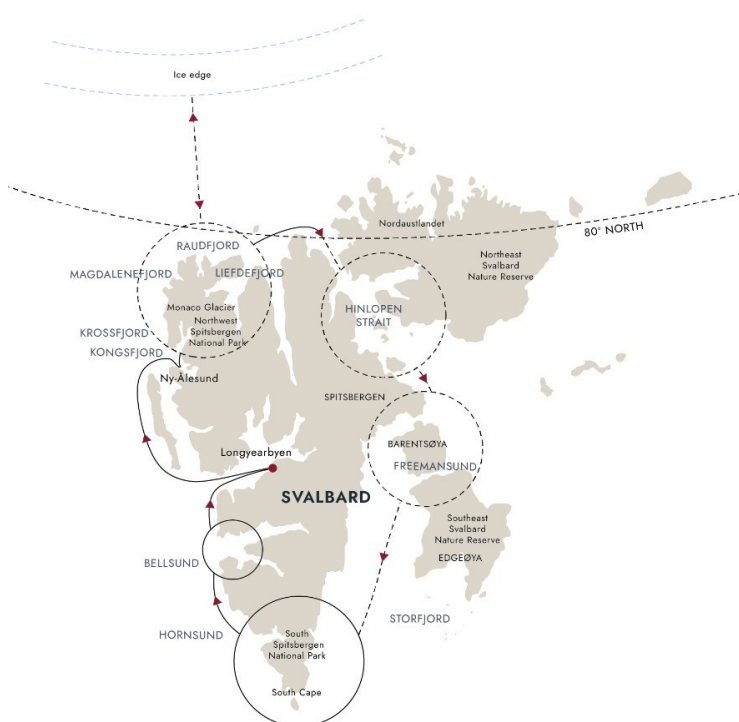 Ice edge
80° NORTH
Nordaustlandet
RAUDFJORD
MAGDALENEFJORD
LIEFDEFJORD
Northeast
Svalbard
Nature Reserve
Monaco Glacier
Northwest
Spitsbergen
National Park
HINLOPEN
STRAIT
KROSSFJORD
KONGSFJORD
Ny-Ålesund
SPITSBERGEN
BARENTSØYA
Longyearbyen
FREEMANSUND
SVALBARD
Southeast
Svalbard
Nature Reserve
EDGEØYA
BELLSUND
STORFJORD
HORNSUND
South
Spitsbergen
National Park
South Cape